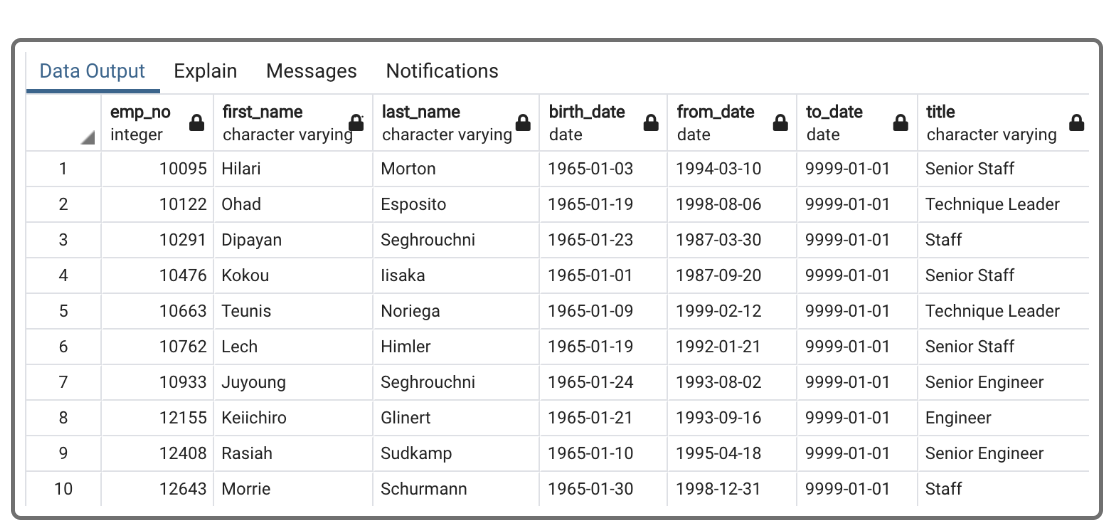 Data Output Explain Messages Notifications
emp_no first_name last_name birth_date from_date to_date title
integer character varying character varying date date date character varying
1 10095 Hilari Morton 1965-01-03 1994-03-10 9999-01-01 Senior Staff
2 10122 Ohad Esposito 1965-01-19 1998-08-06 9999-01-01 Technique Leader
3 10291 Dipayan Seghrouchni 1965-01-23 1987-03-30 9999-01-01 Staff
4 10476 Kokou Iisaka 1965-01-01 1987-09-20 9999-01-01 Senior Staff
5 10663 Teunis Noriega 1965-01-09 1999-02-12 9999-01-01 Technique Leader
6 10762 Lech Himler 1965-01-19 1992-01-21 9999-01-01 Senior Staff
7 10933 Juyoung Seghrouchni 1965-01-24 1993-08-02 9999-01-01 Senior Engineer
8 12155 Keiichiro Glinert 1965-01-21 1993-09-16 9999-01-01 Engineer
9 12408 Rasiah Sudkamp 1965-01-10 1995-04-18 9999-01-01 Senior Engineer
10 12643 Morrie Schurmann 1965-01-30 1998-12-31 9999-01-01 Staff